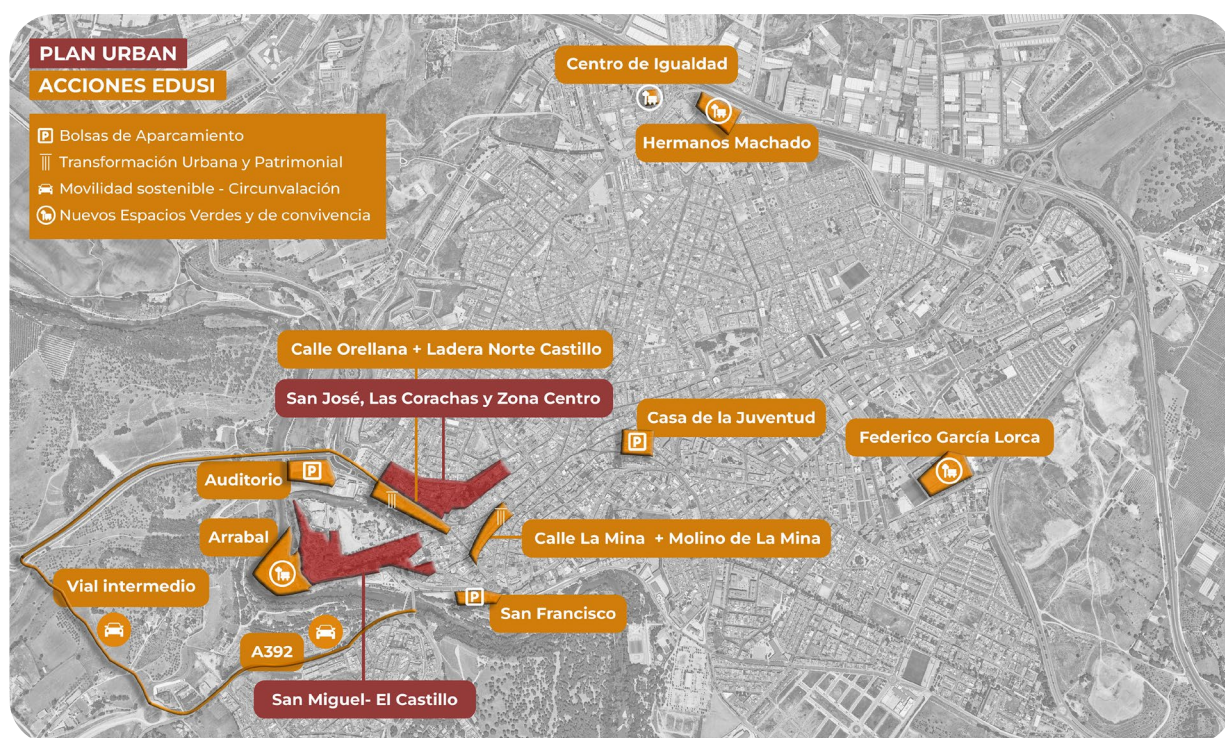 PLAN URBAN
ACCIONES EDUSI
P Bolsas de Aparcamiento
Transformación Urbana y Patrimonial
Movilidad sostenible - Circunvalación
Nuevos Espacios Verdes y de convivencia
Centro de Igualdad
Hermanos Machado
Calle Orellana + Ladera Norte Castillo
San José, Las Corachas y Zona Centro
Casa de la Juventud
P
Federico García Lorca
Auditorio
P
Arrabal
Calle La Mina + Molino de La Mina
Vial intermedio
P
San Francisco
A392
San Miguel- El Castillo